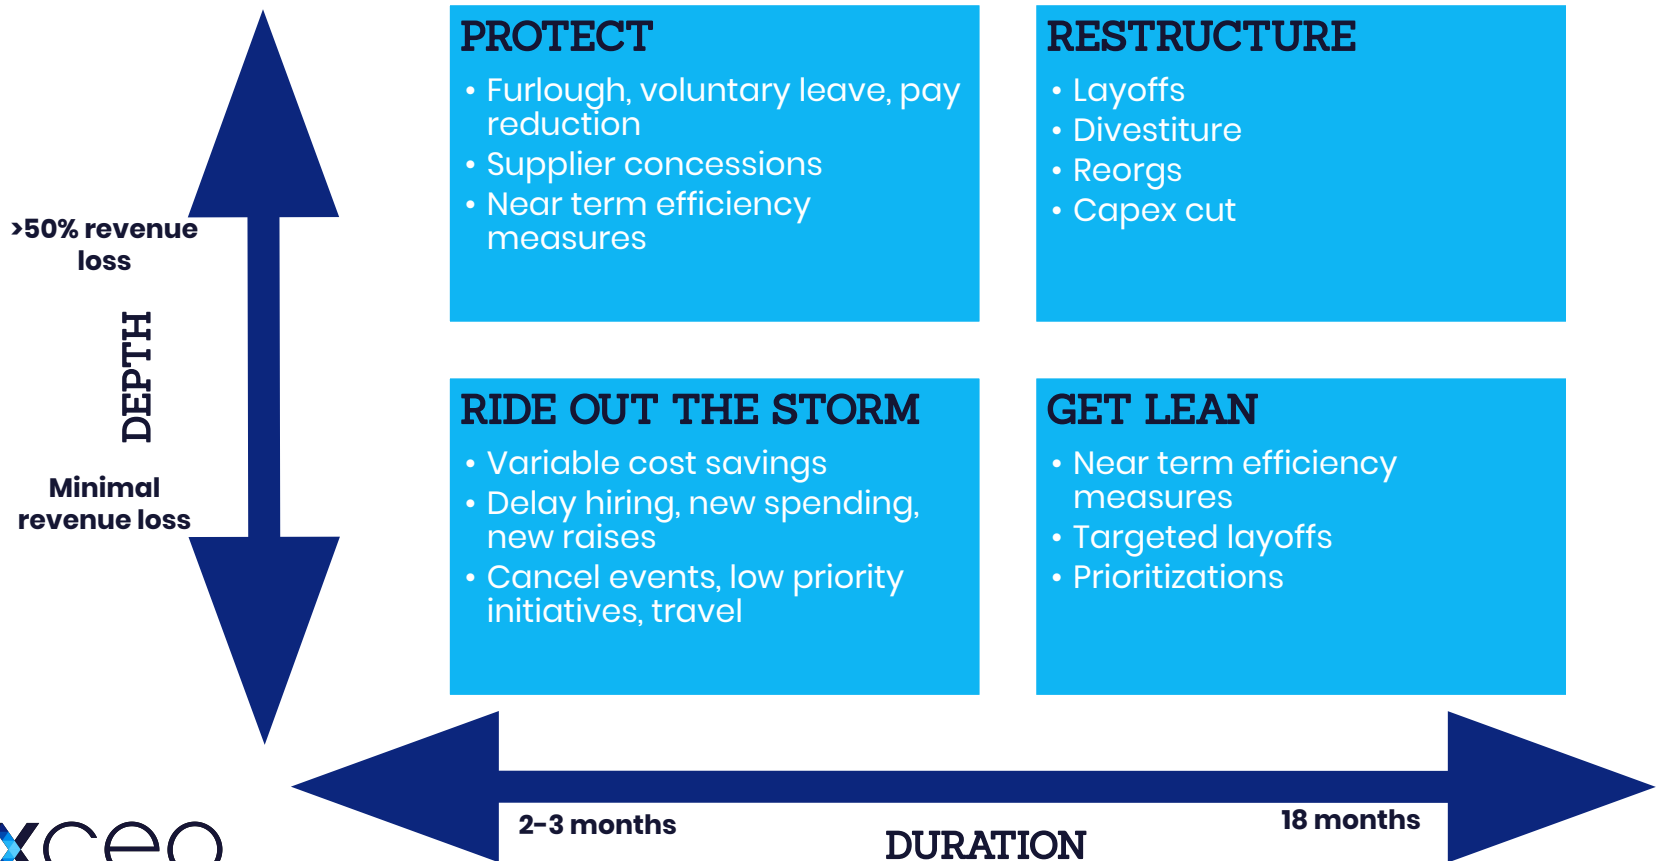 PROTECT
• Furlough, voluntary leave, pay
reduction
• Supplier concessions
• Near term efficiency
measures
RESTRUCTURE
• Layoffs
• Divestiture
• Reorgs
• Capex cut
>50% revenue
loss
DEPTH
Minimal
revenue loss
RIDE OUT THE STORM
• Variable cost savings
• Delay hiring, new spending,
new raises
• Cancel events, low priority
initiatives, travel
GET LEAN
• Near term efficiency
measures
• Targeted layoffs
• Prioritizations
2-3 months
18 months
DURATION
xceo